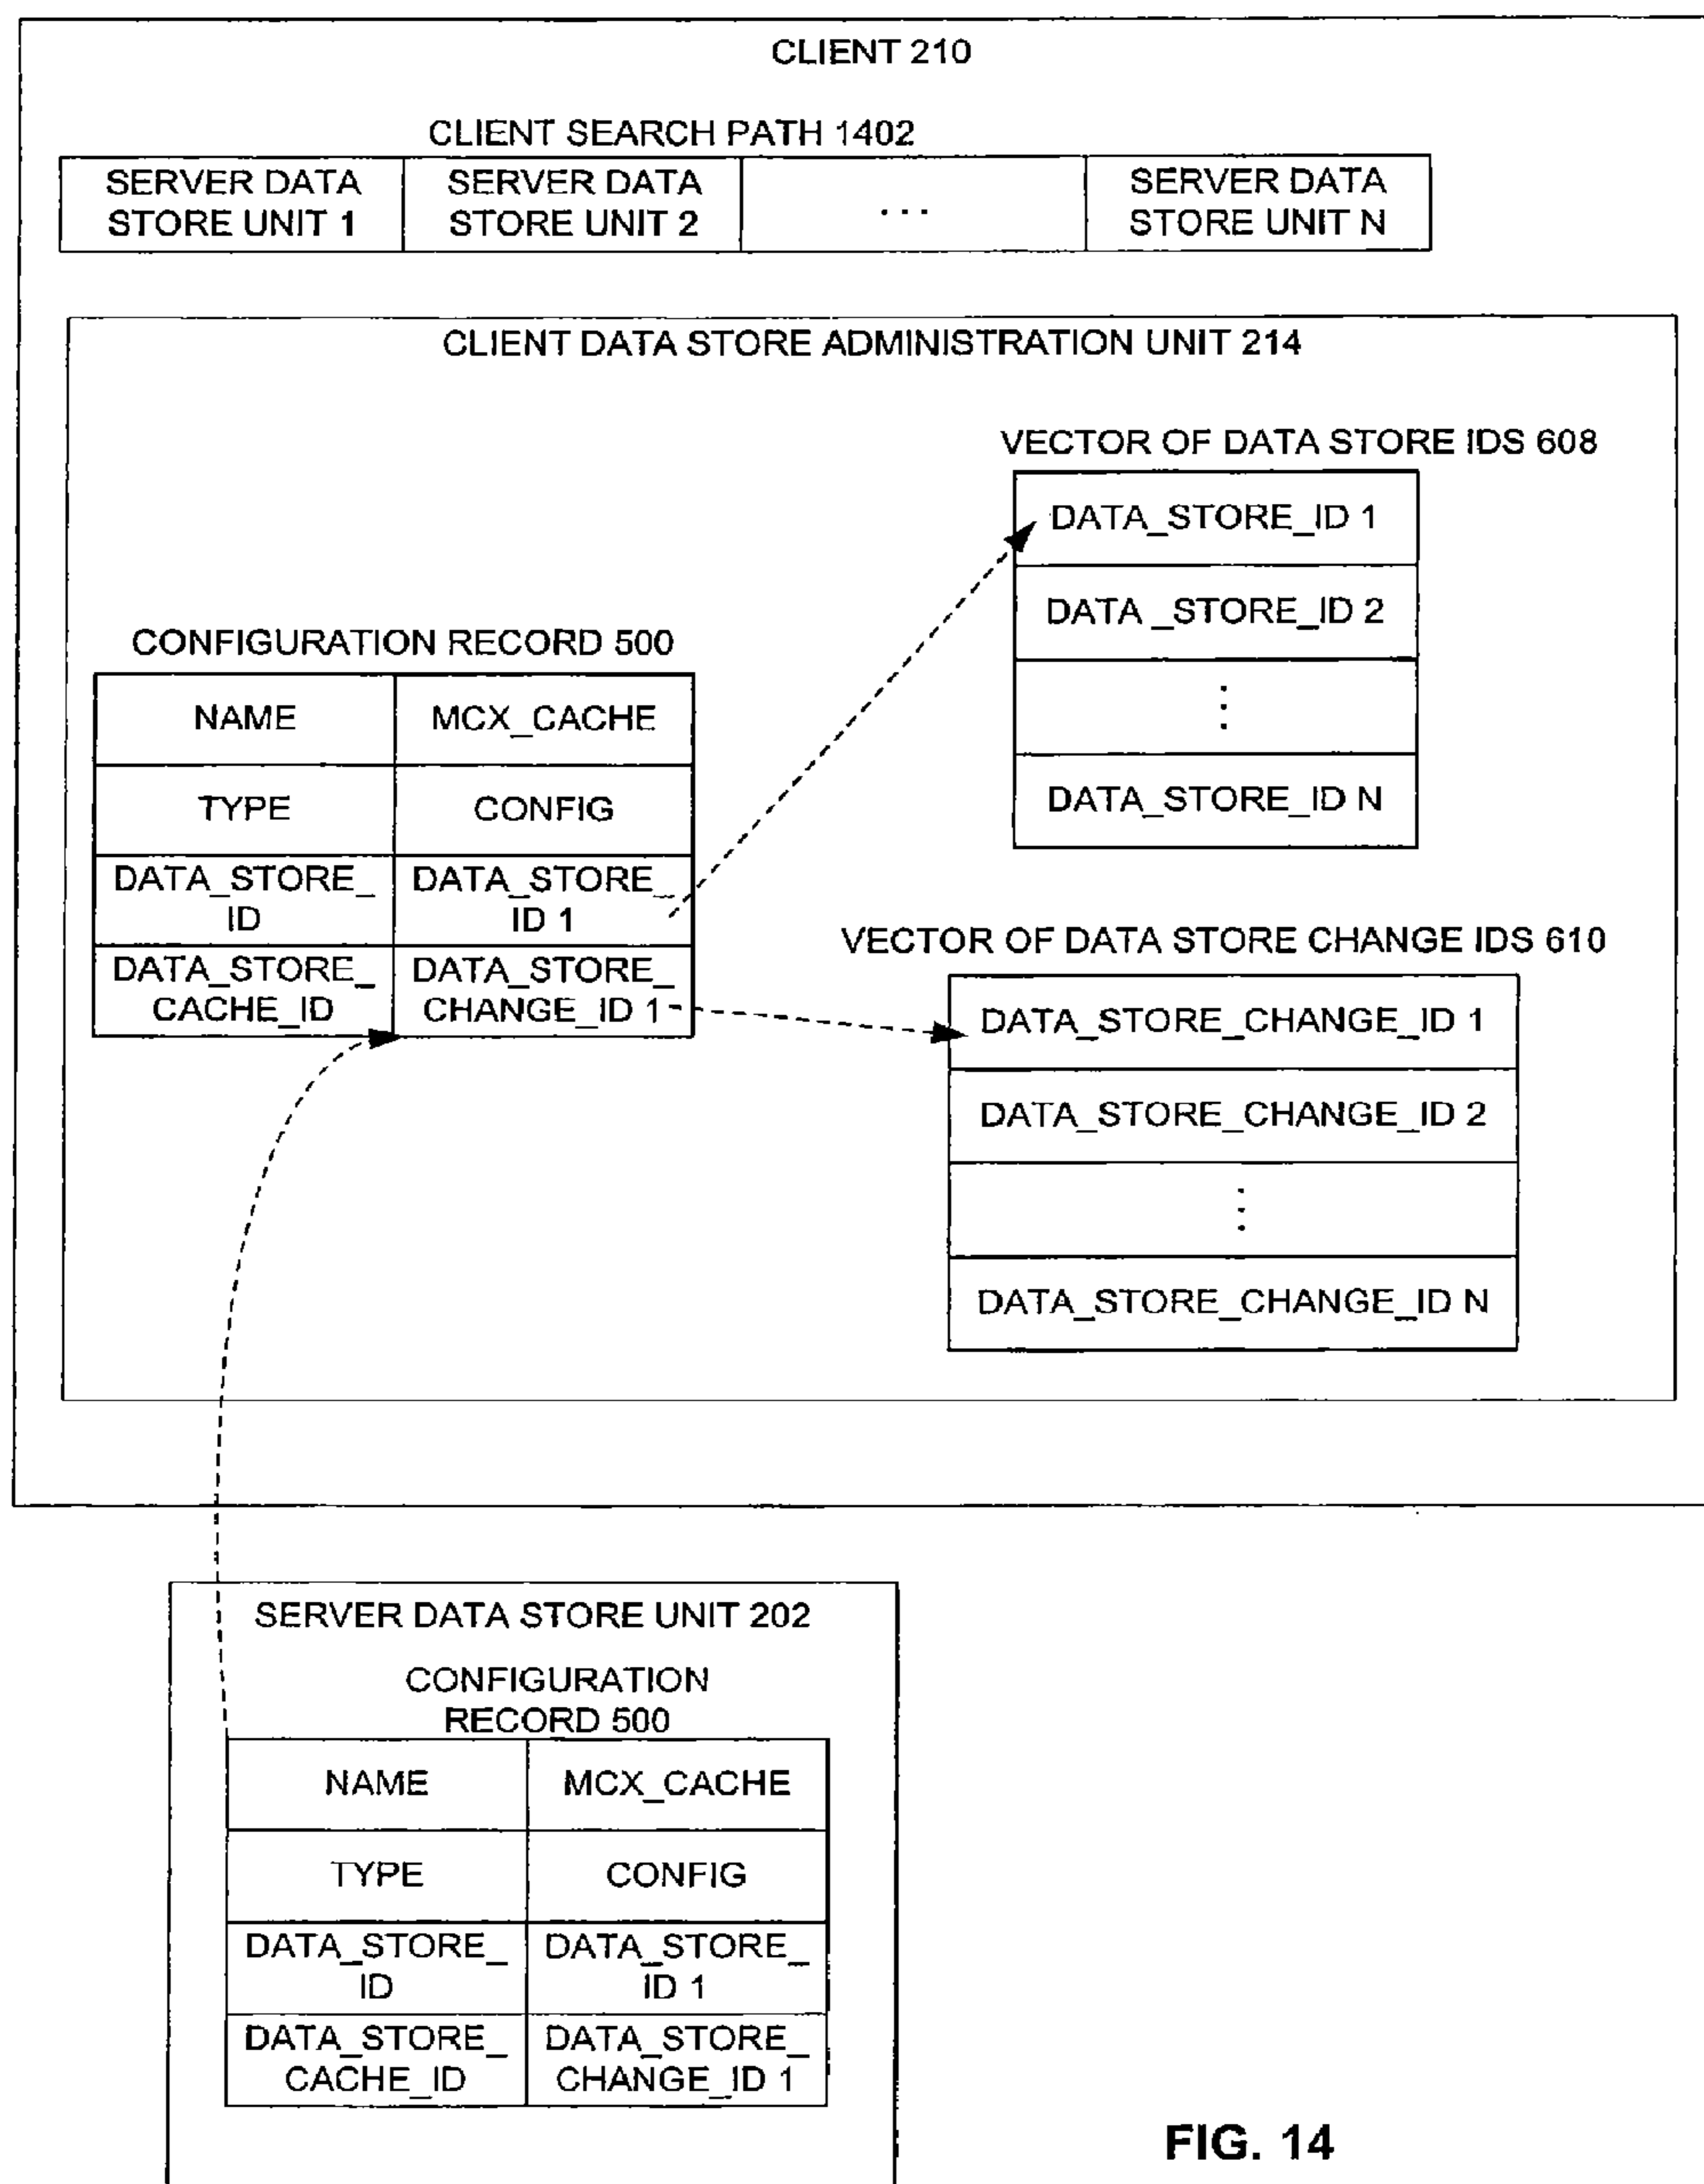 CLIENT 210
CLIENT SEARCH PATH 1402
SERVER DATA
STORE UNIT 1
SERVER DATA
STORE UNIT 2
...
SERVER DATA
STORE UNIT N
CLIENT DATA STORE ADMINISTRATION UNIT 214
VECTOR OF DATA STORE IDS 608
DATA_STORE_ID 1
DATA _STORE_ID 2
⋮
DATA_STORE_ID N
CONFIGURATION RECORD 500
NAME
MCX_CACHE
TYPE
CONFIG
DATA_STORE_
ID
DATA_STORE_
ID 1
DATA_STORE_
CACHE_ID
DATA_STORE_
CHANGE_ID 1
VECTOR OF DATA STORE CHANGE IDS 610
DATA_STORE_CHANGE_ID 1
DATA_STORE_CHANGE_ID 2
⋮
DATA_STORE_CHANGE_ID N
SERVER DATA STORE UNIT 202
CONFIGURATION
RECORD 500
NAME
MCX_CACHE
TYPE
CONFIG
DATA_STORE_
ID
DATA_STORE_
ID 1
DATA_STORE_
CACHE_ID
DATA_STORE_
CHANGE_ID 1
FIG. 14